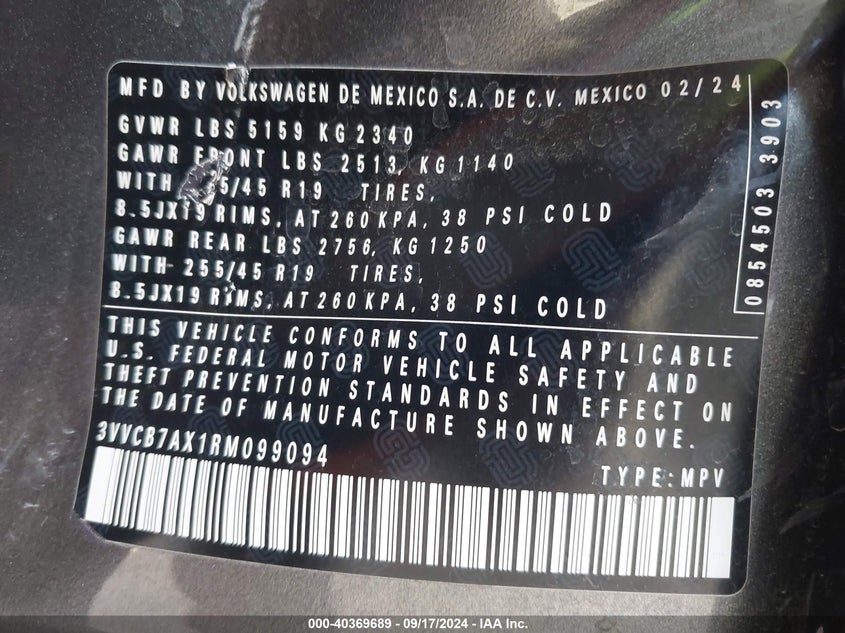 MFD BY VOLKSWAGEN DE MEXICO S.A. DE C.V. MEXICO 02/24
GVWR LBS 5159 KG 2340
GAWR FRONT LBS 2513, KG 1140
WITH 5/45 R19 TIRES,
8.5JX19 RIMS, AT 260 KPA, 38 PSI COLD
GAWR REAR LBS 2756, KG 1250
WITH- 255/45 R19 TIRES,
8.5JX19 RIMS, AT 260 KPA, 38 PSI COLD
0854503 3903
THIS VEHICLE CONFORMS TO ALL APPLICABLE
U.S. FEDERAL MOTOR VEHICLE SAFETY AND
THEFT PREVENTION STANDARDS IN EFFECT ON
THE DATE OF MANUFACTURE SHOWN ABOVE.
3VVCB7AX1RM099094
TYPE: MPV
000-40369689 - 09/17/2024 - IAA Inc.